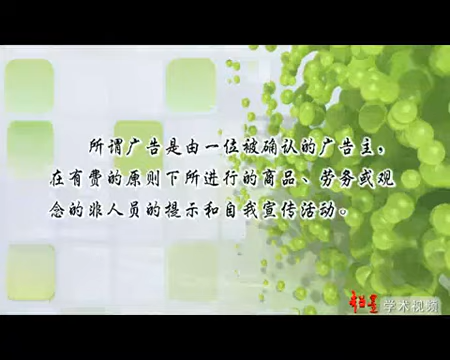 所谓广告是由一位被确认的广告主，
在有费的原则下所进行的商品、劳务或观
念的非人员的提示和自我宣传活动。
学术视频